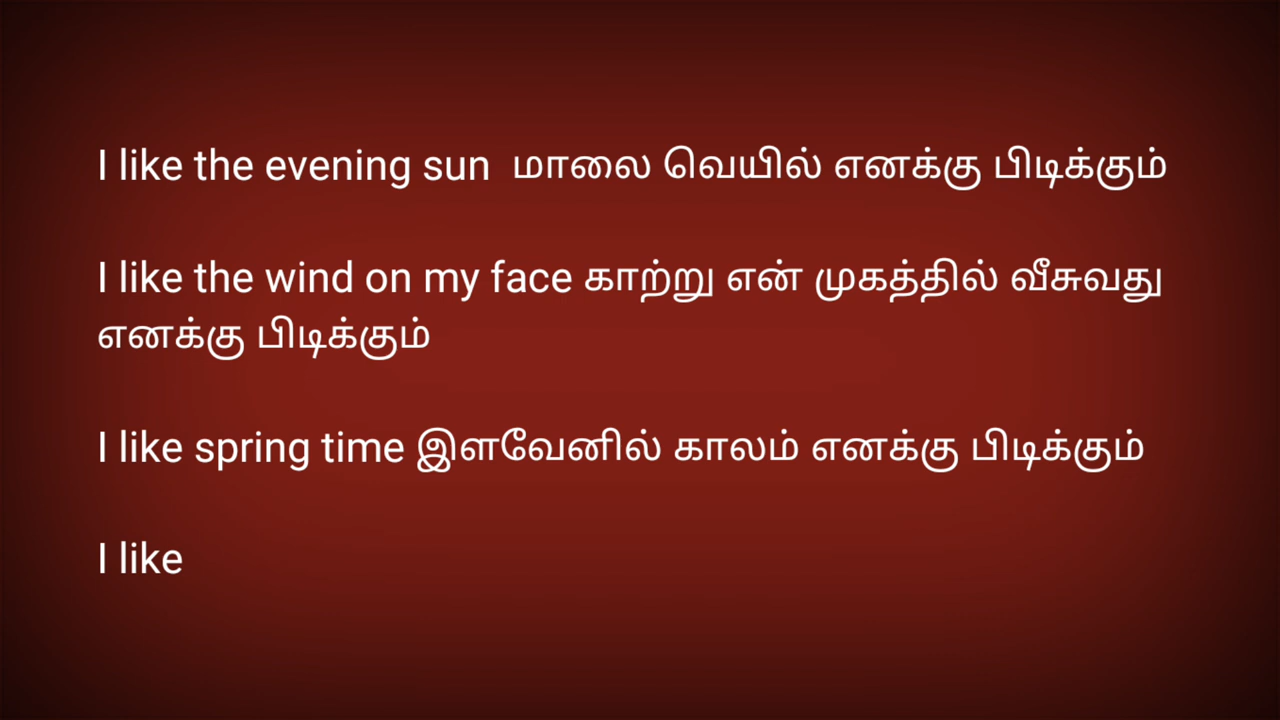 I like the evening sun மாலை வெயில் எனக்கு பிடிக்கும்
I like the wind on my face காற்று என் முகத்தில் வீசுவது
எனக்கு பிடிக்கும்
I like spring time இளவேனில் காலம் எனக்கு பிடிக்கும்
I like